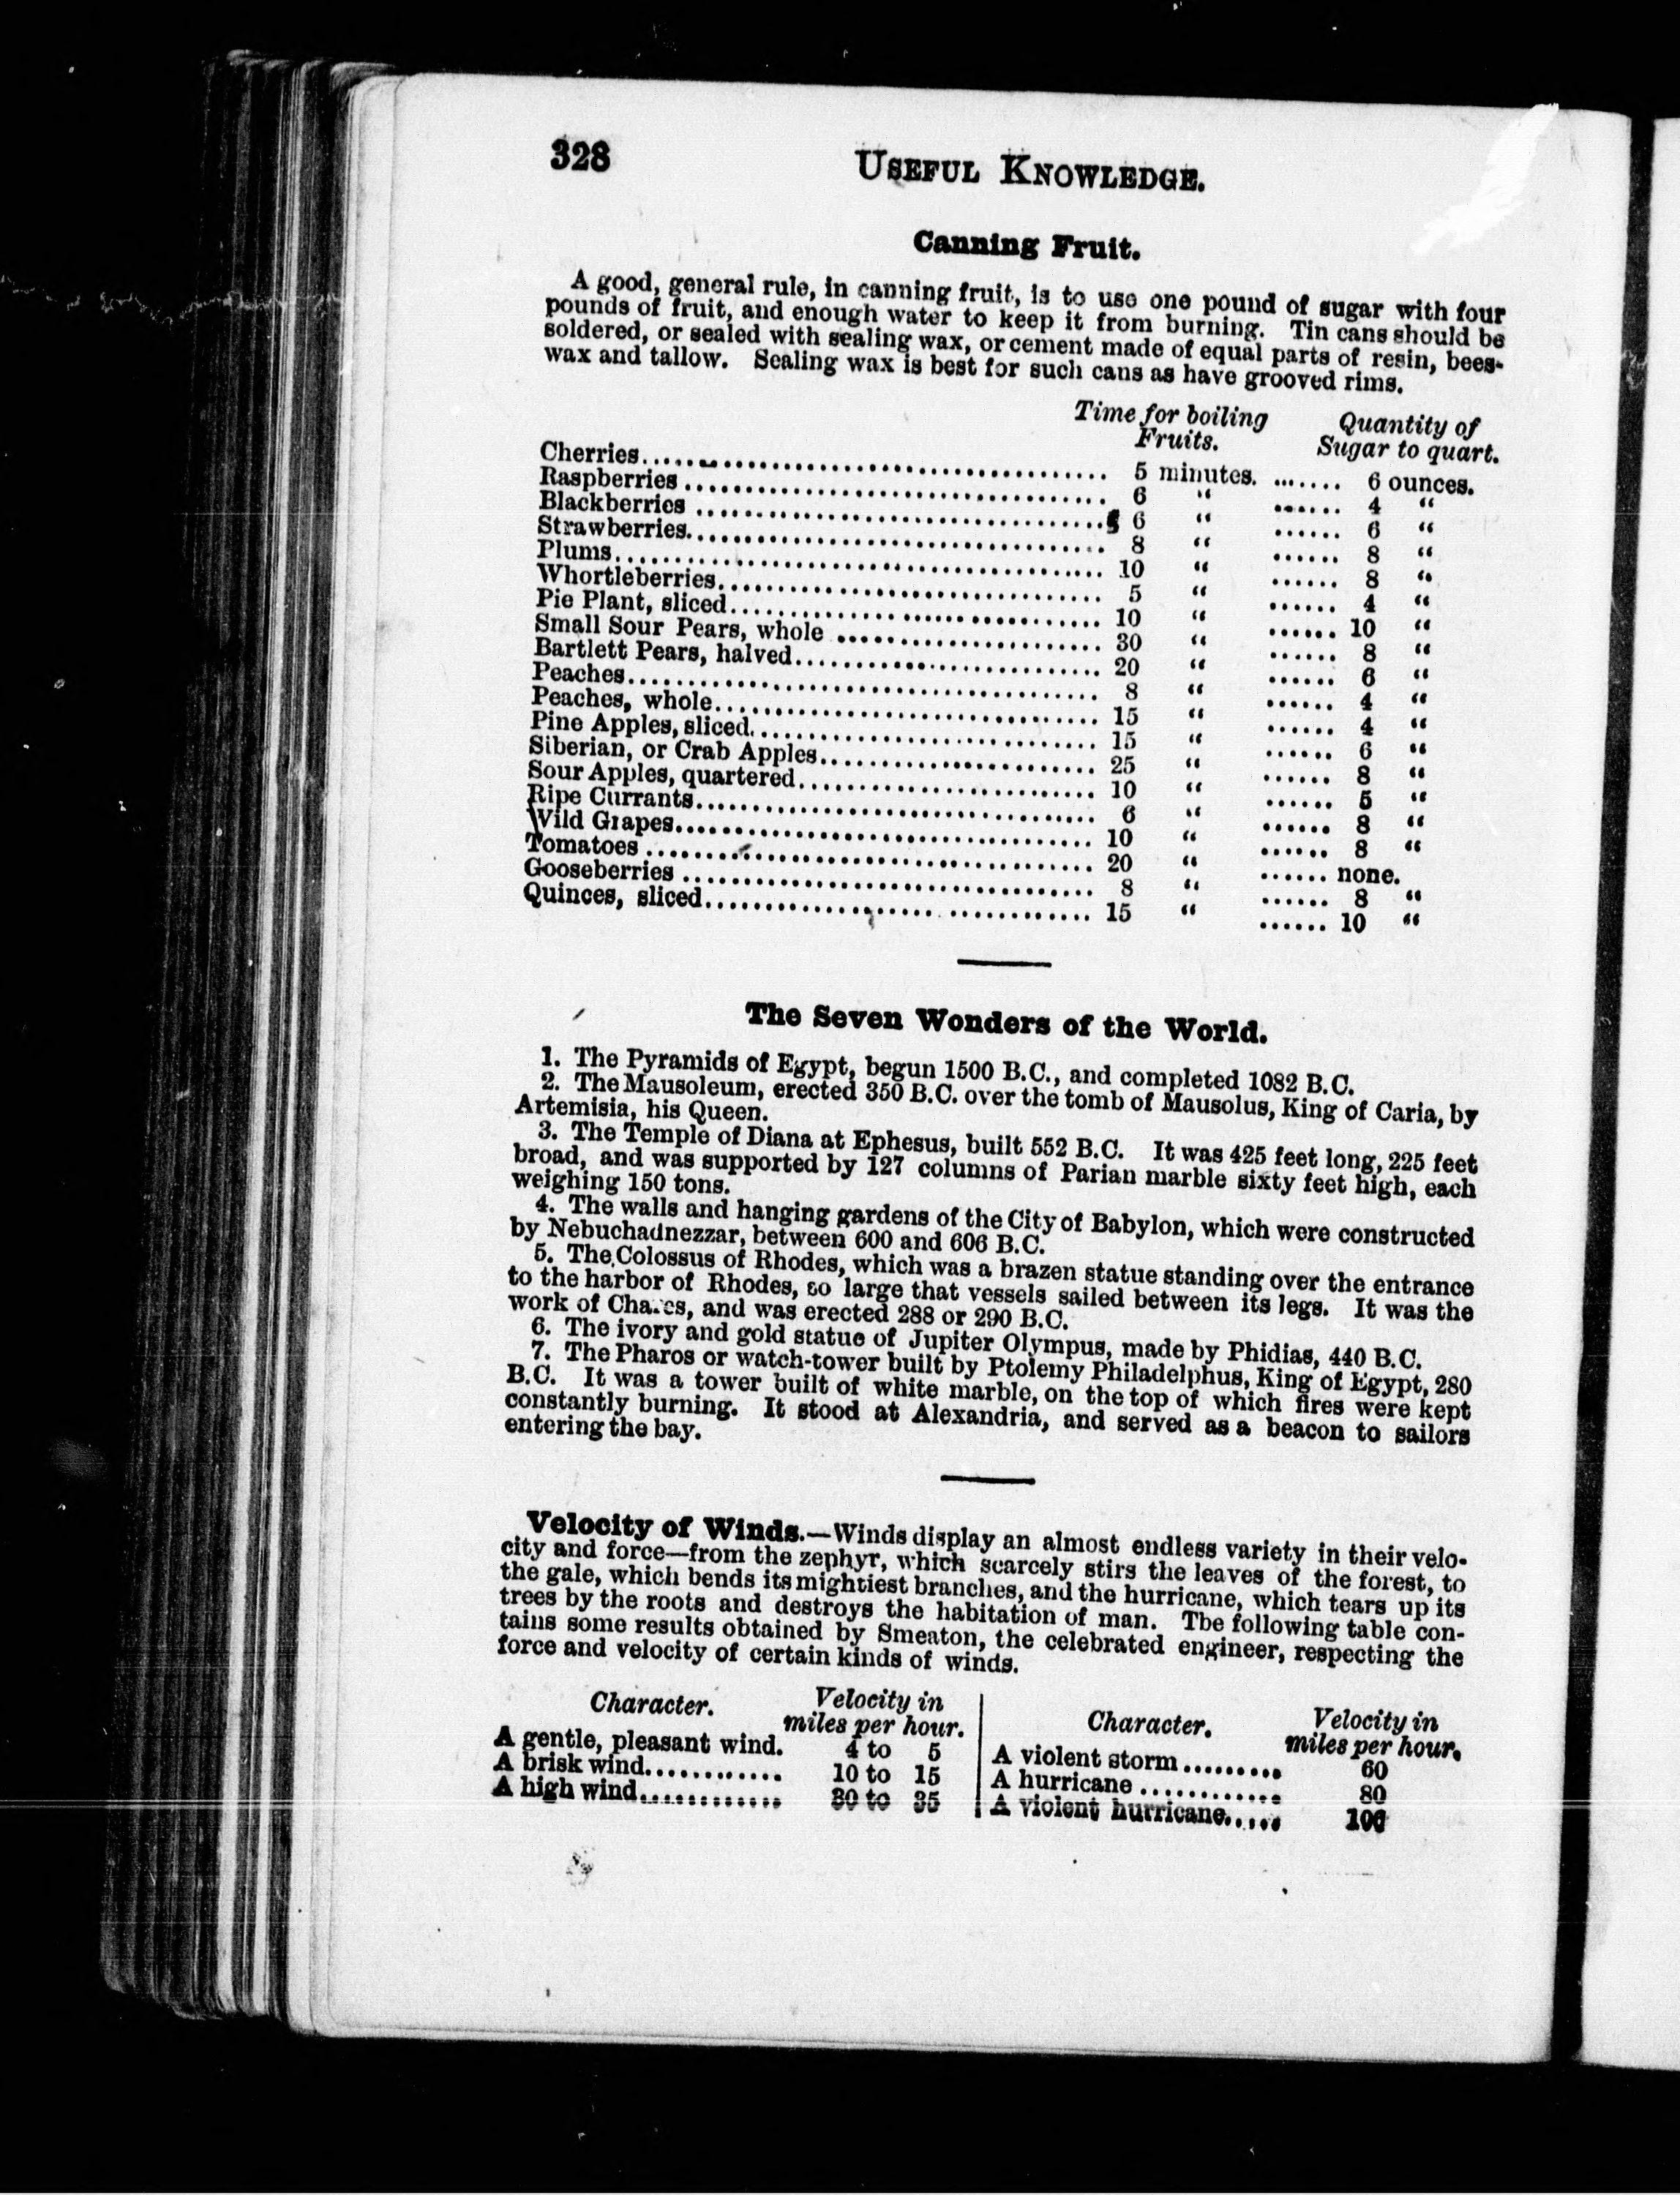 328
USEFUL KNOWLEDGE.
Canning Fruit.
A good, general rule, in canning fruit, is to use one pound of sugar with four
pounds of fruit, and enough water to keep it from burning. Tin cans should be
soldered, or sealed with sealing wax, or cement made of equal parts of resin, bees-
wax and tallow. Sealing wax is best for such cans as have grooved rims.
Time for boiling Quantity of
Fruits. Sugar to quart.
Cherries.......... 5 minutes. ....... 6 ounces.
Raspberries .......... 6 “ ...... 4 “
Blackberries .......... 6 “ ...... 6 “
Strawberries.......... 8 “ ...... 8 “
Plums.......... 10 “ ...... 8 “
Whortleberries.......... 5 “ ...... 4 “
Pie Plant, sliced.......... 10 “ ...... 10 “
Small Sour Pears, whole .......... 30 “ ...... 8 “
Bartlett Pears, halved.......... 20 “ ...... 6 “
Peaches.......... 8 “ ...... 4 “
Peaches, whole.......... 15 “ ...... 4 “
Pine Apples, sliced.......... 15 “ ...... 6 “
Siberian, or Crab Apples.......... 25 “ ...... 8 “
Sour Apples, quartered.......... 10 “ ...... 5 “
Ripe Currants.......... 6 “ ...... 8 “
Wild Grapes.......... 10 “ ...... 8 “
Tomatoes .......... 20 “ ...... none.
Gooseberries .......... 8 “ ...... 8 “
Quinces, sliced.......... 15 “ ...... 10 “
The Seven Wonders of the World.
1. The Pyramids of Egypt, begun 1500 B.C., and completed 1082 B.C.
2. The Mausoleum, erected 350 B.C. over the tomb of Mausolus, King of Caria, by
Artemisia, his Queen.
3. The Temple of Diana at Ephesus, built 552 B.C. It was 425 feet long, 225 feet
broad, and was supported by 127 columns of Parian marble sixty feet high, each
weighing 150 tons.
4. The walls and hanging gardens of the City of Babylon, which were constructed
by Nebuchadnezzar, between 600 and 606 B.C.
5. The Colossus of Rhodes, which was a brazen statue standing over the entrance
to the harbor of Rhodes, so large that vessels sailed between its legs. It was the
work of Chares, and was erected 288 or 290 B.C.
6. The ivory and gold statue of Jupiter Olympus, made by Phidias, 440 B.C.
7. The Pharos or watch-tower built by Ptolemy Philadelphus, King of Egypt, 280
B.C. It was a tower built of white marble, on the top of which fires were kept
constantly burning. It stood at Alexandria, and served as a beacon to sailors
entering the bay.
Velocity of Winds.—Winds display an almost endless variety in their velo-
city and force—from the zephyr, which scarcely stirs the leaves of the forest, to
the gale, which bends its mightiest branches, and the hurricane, which tears up its
trees by the roots and destroys the habitation of man. The following table con-
tains some results obtained by Smeaton, the celebrated engineer, respecting the
force and velocity of certain kinds of winds.
Character. Velocity in
miles per hour.
A gentle, pleasant wind. 4 to 5
A brisk wind............ 10 to 15
A high wind............. 30 to 35
Character. Velocity in
miles per hour.
A violent storm......... 60
A hurricane ............ 80
A violent hurricane..... 100